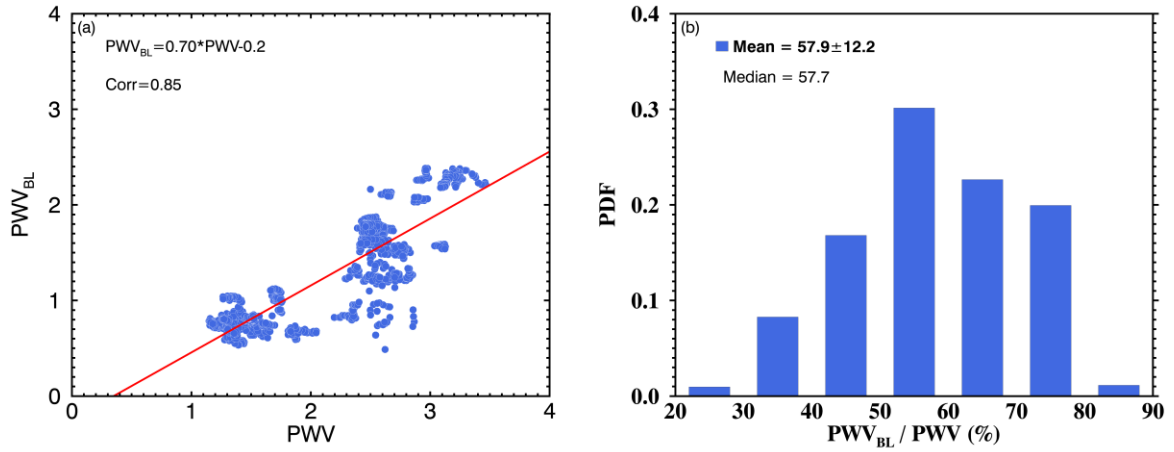 (a)
PWV_BL=0.70*PWV-0.2
Corr=0.85
4
3
2
1
0
PWV_BL
0 1 2 3 4
PWV
(b)
Mean = 57.9±12.2
Median = 57.7
0.4
0.3
0.2
0.1
0.0
PDF
20 30 40 50 60 70 80 90
PWV_BL / PWV (%)